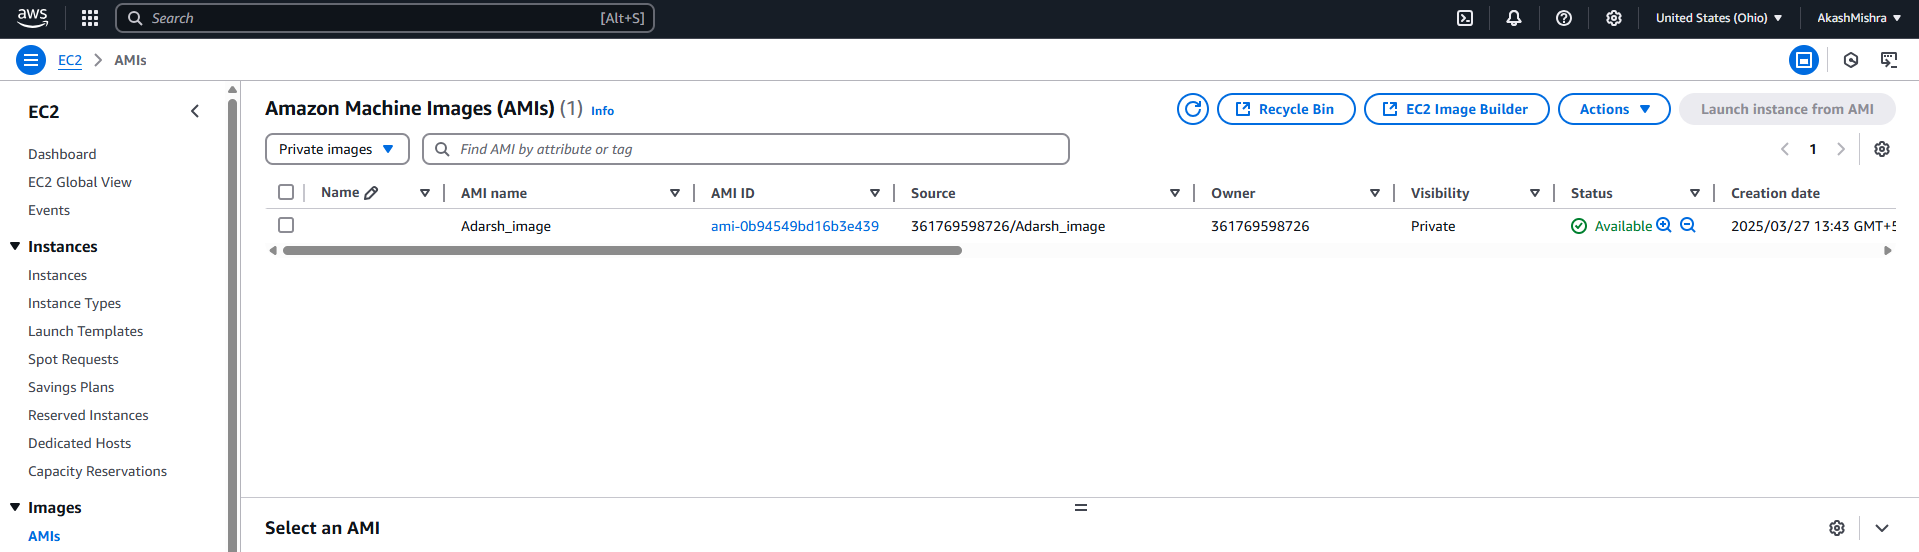 aws Search [Alt+S] United States (Ohio) AkashMishra
EC2 AMIs
EC2
Dashboard
EC2 Global View
Events
Instances
Instances
Instance Types
Launch Templates
Spot Requests
Savings Plans
Reserved Instances
Dedicated Hosts
Capacity Reservations
Images
AMIs
Amazon Machine Images (AMIs) (1) Info Recycle Bin EC2 Image Builder Actions Launch instance from AMI
Private images Find AMI by attribute or tag 1
Name AMI name AMI ID Source Owner Visibility Status Creation date
Adarsh_image ami-0b94549bd16b3e439 361769598726/Adarsh_image 361769598726 Private Available 2025/03/27 13:43 GMT+5
Select an AMI